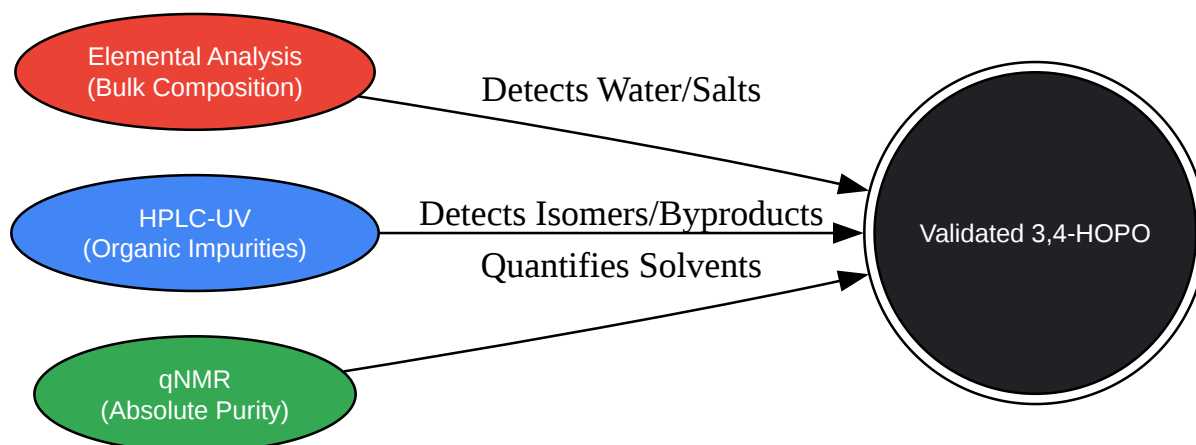 Elemental Analysis
(Bulk Composition)
Detects Water/Salts
HPLC-UV
(Organic Impurities)
Detects Isomers/Byproducts
Quantifies Solvents
Validated 3,4-HOPO
qNMR
(Absolute Purity)